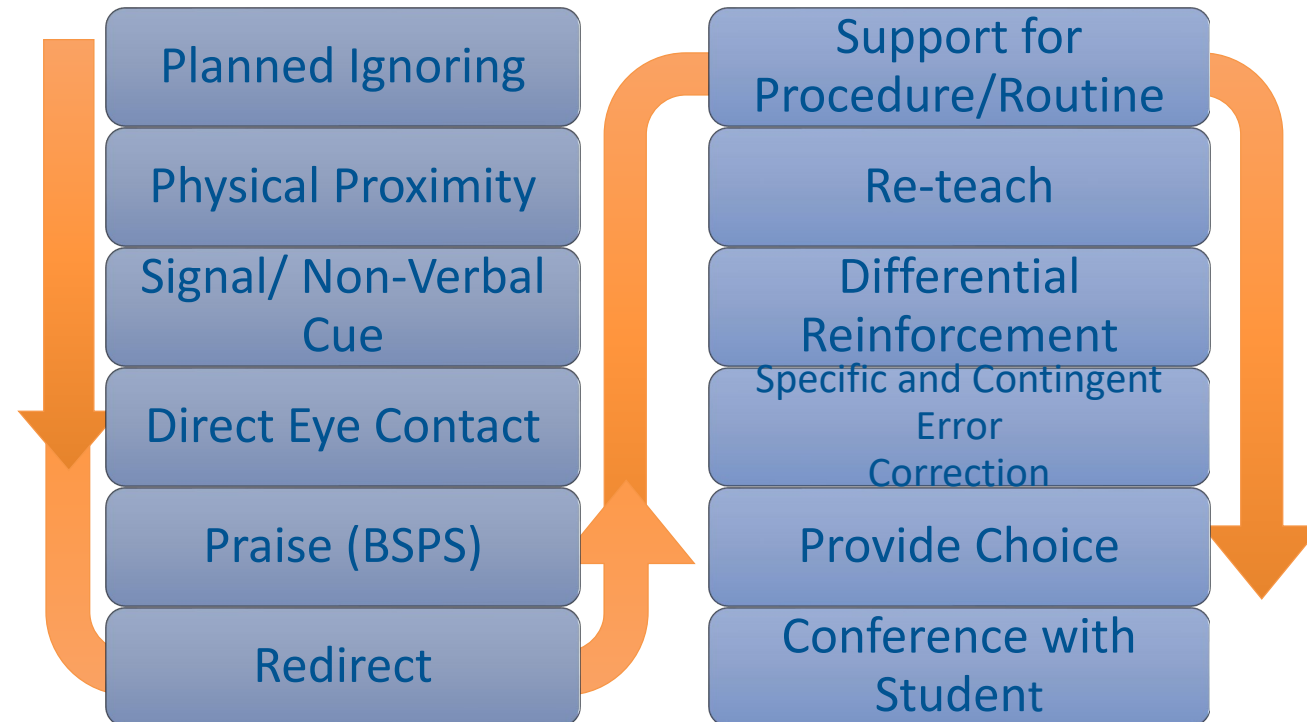 Planned Ignoring
Physical Proximity
Signal/ Non-Verbal
Cue
Direct Eye Contact
Praise (BSPS)
Redirect
Support for
Procedure/Routine
Re-teach
Differential
Reinforcement
Specific and Contingent
Error
Correction
Provide Choice
Conference with
Student